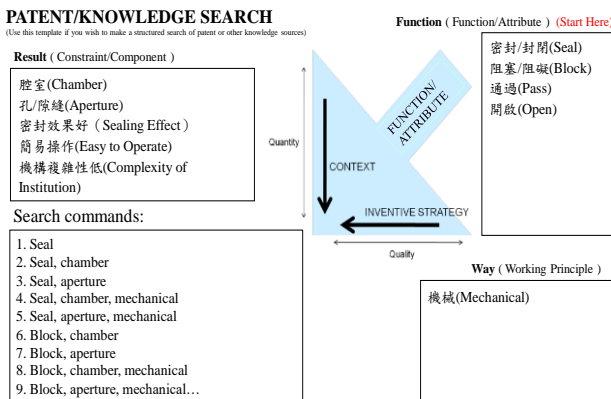 PATENT/KNOWLEDGE SEARCH
(Use this template if you wish to make a structured search of patent or other knowledge sources)
Function ( Function/Attribute ) (Start Here)
密封/封閉(Seal)
阻塞/阻礙(Block)
通過(Pass)
開啟(Open)
Result ( Constraint/Component )
腔室(Chamber)
孔/隙縫(Aperture)
密封效果好（Sealing Effect）
簡易操作(Easy to Operate)
機構複雜性低(Complexity of
Institution)
FUNCTION/
ATTRIBUTE
Quantity
CONTEXT
INVENTIVE STRATEGY
Quality
Search commands:
1. Seal
2. Seal, chamber
3. Seal, aperture
4. Seal, chamber, mechanical
5. Seal, aperture, mechanical
6. Block, chamber
7. Block, aperture
8. Block, chamber, mechanical
9. Block, aperture, mechanical…
Way ( Working Principle )
機械(Mechanical)